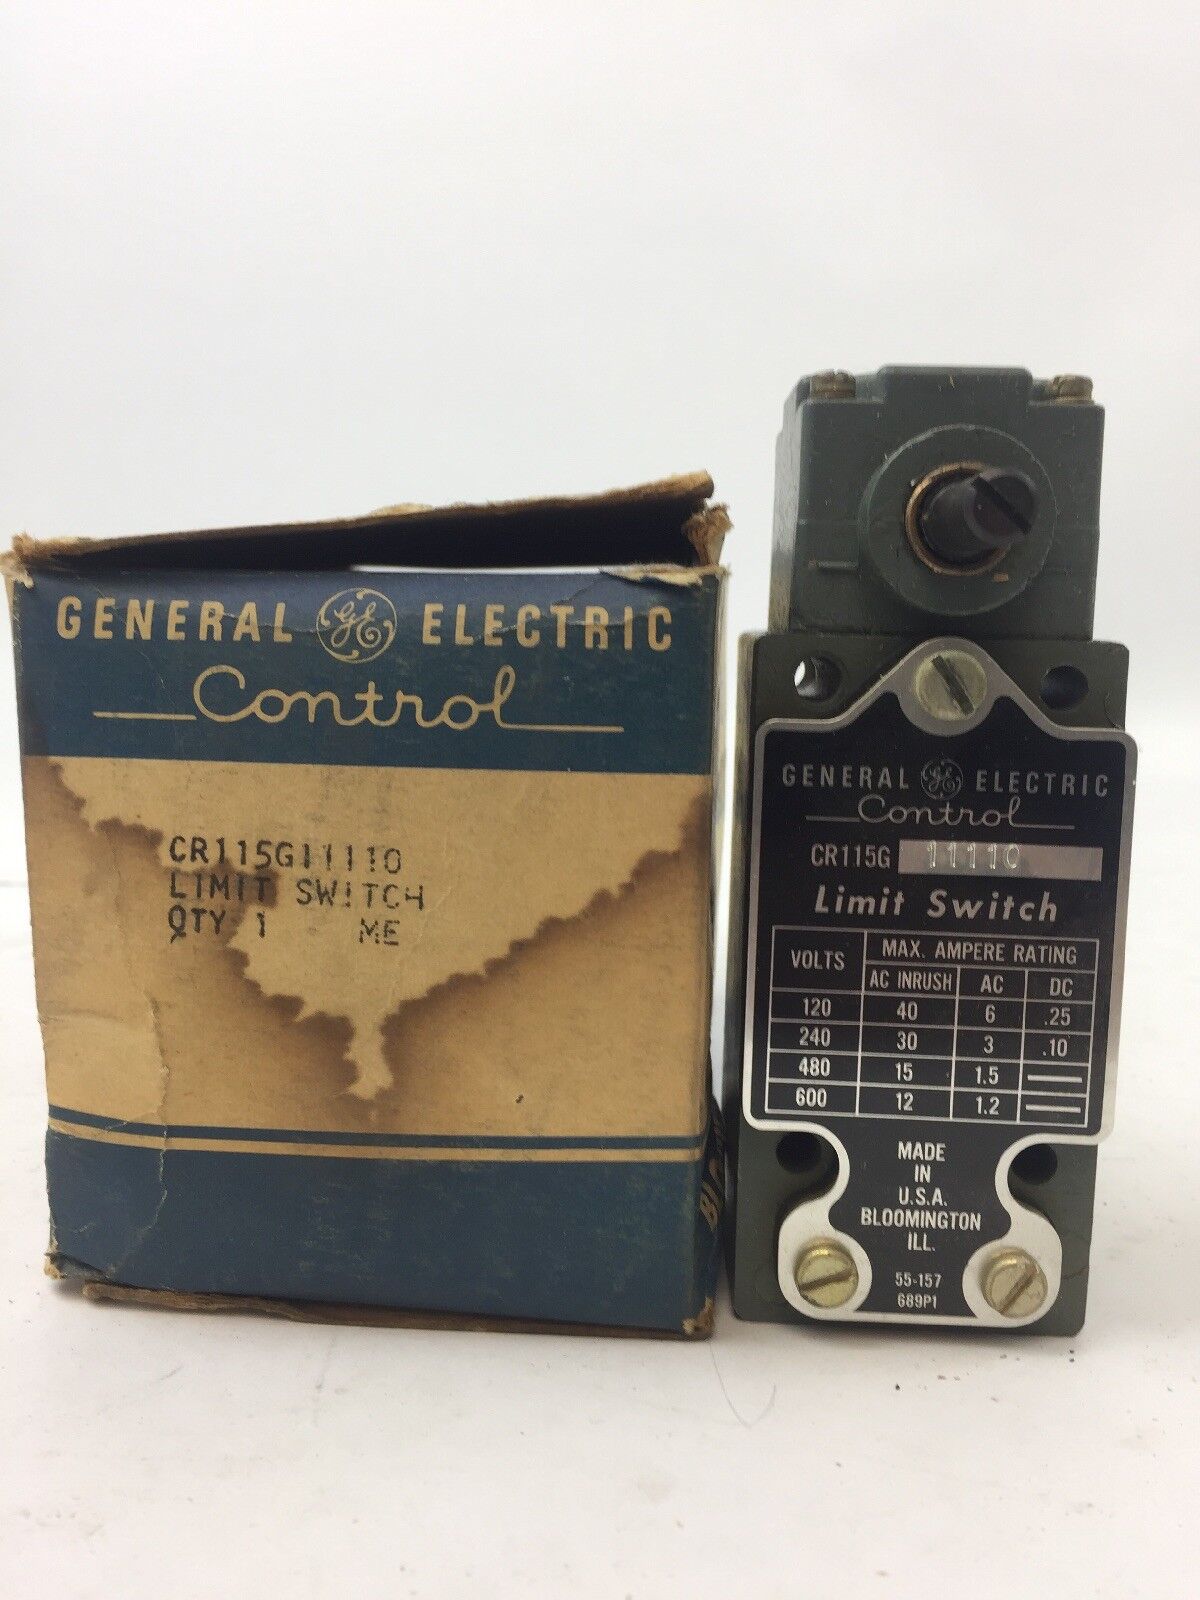 GENERAL GE ELECTRIC
Control
CR115G11110
LIMIT SWITCH
QTY 1 ME
GENERAL GE ELECTRIC
Control
CR115G 11110
Limit Switch
VOLTS MAX. AMPERE RATING
AC INRUSH AC DC
120 40 6 .25
240 30 3 .10
480 15 1.5 —
600 12 1.2 —
MADE
IN
U.S.A.
BLOOMINGTON
ILL.
55-157
689P1